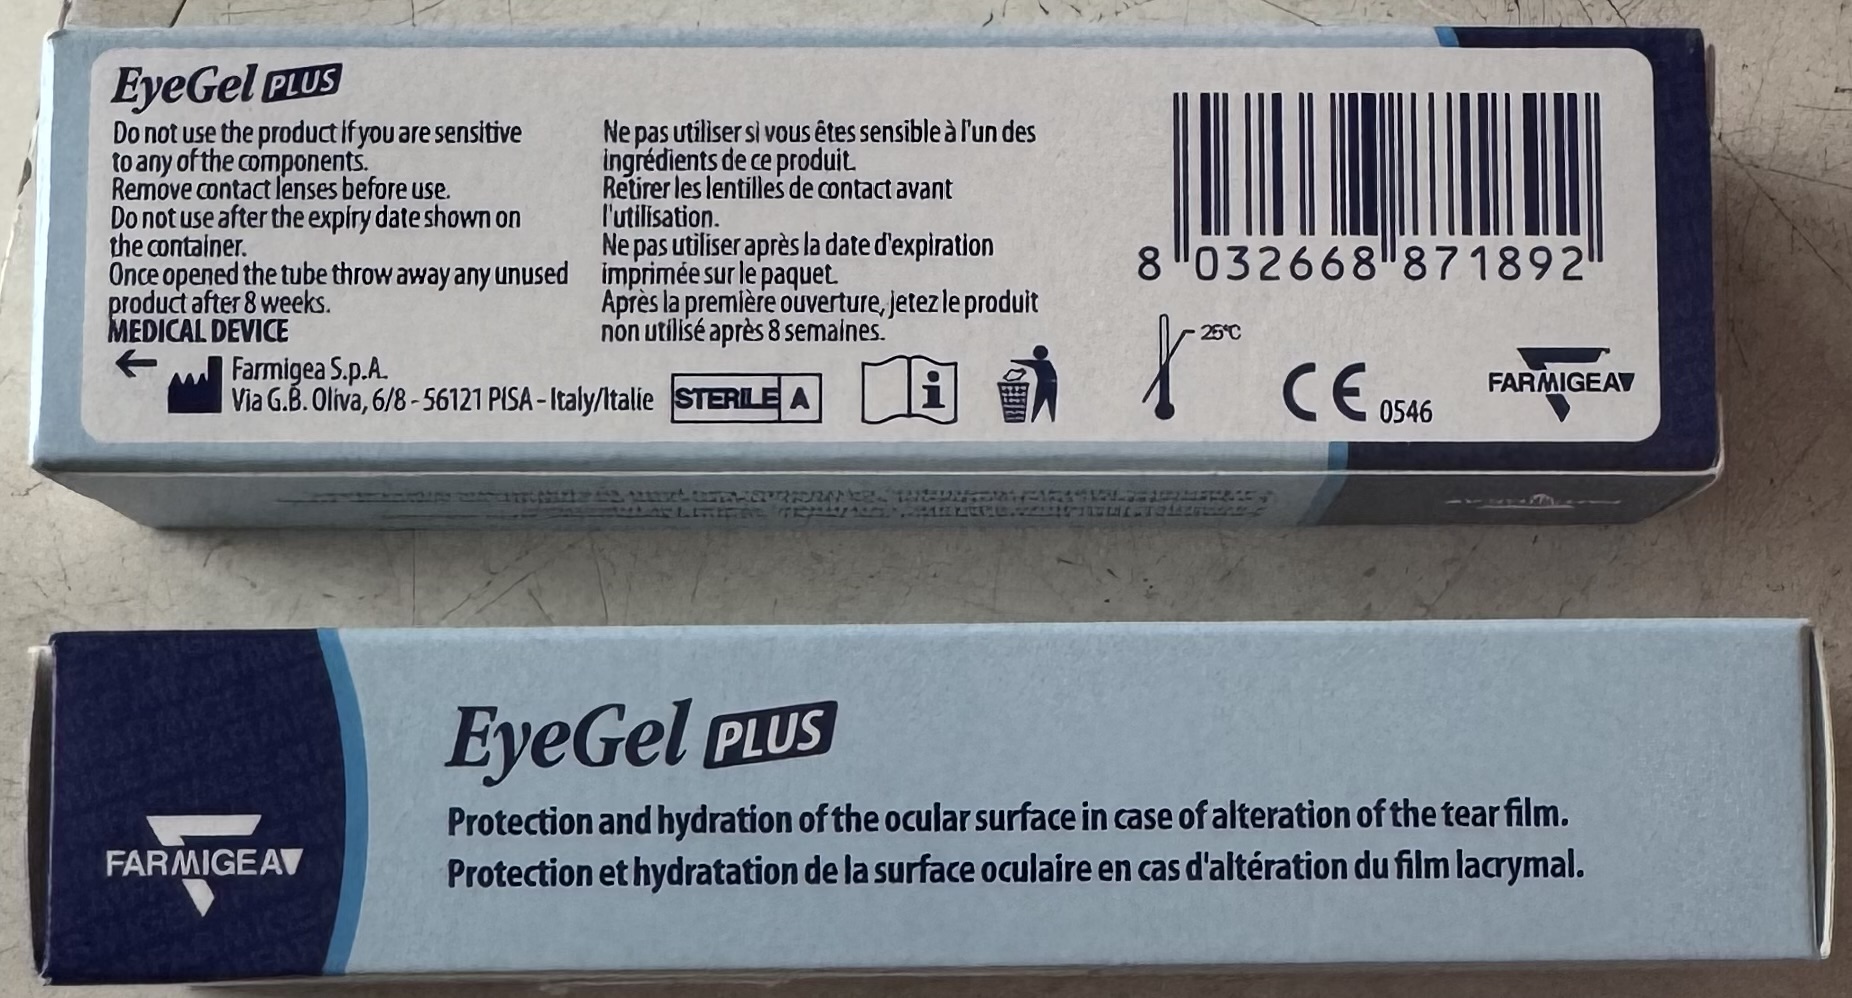 EyeGel PLUS
Do not use the product if you are sensitive
to any of the components.
Remove contact lenses before use.
Do not use after the expiry date shown on
the container.
Once opened the tube throw away any unused
product after 8 weeks.
MEDICAL DEVICE
Farmigea S.p.A.
Via G.B. Oliva, 6/8 - 56121 PISA - Italy/Italie
Ne pas utiliser si vous êtes sensible à l'un des
ingrédients de ce produit.
Retirer les lentilles de contact avant
l'utilisation.
Ne pas utiliser après la date d'expiration
imprimée sur le paquet.
Après la première ouverture, jetez le produit
non utilisé après 8 semaines.
STERILE A
i
8 032668 871892
25°C
CE 0546
FARMIGEA
EyeGel PLUS
Protection and hydration of the ocular surface in case of alteration of the tear film.
Protection et hydratation de la surface oculaire en cas d'altération du film lacrymal.
FARMIGEA